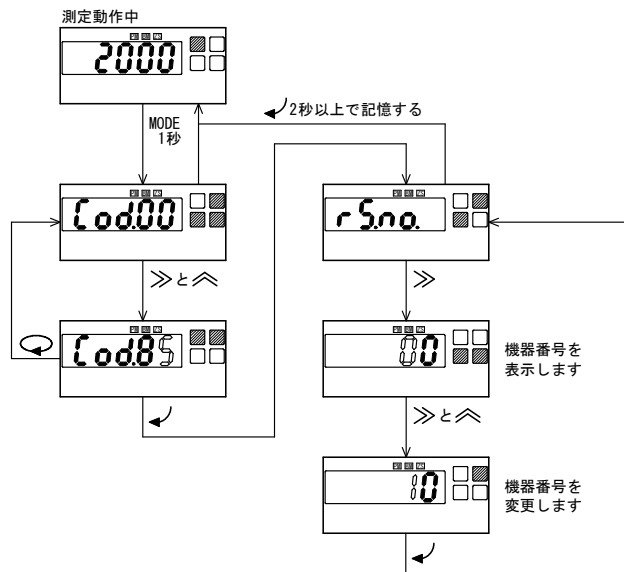 測定動作中
2000
2秒以上で記憶する
MODE
1秒
Cod.00
rS.no.
≫と︽
≫
Cod.85
00
機器番号を
表示します
≫と︽
10
機器番号を
変更します